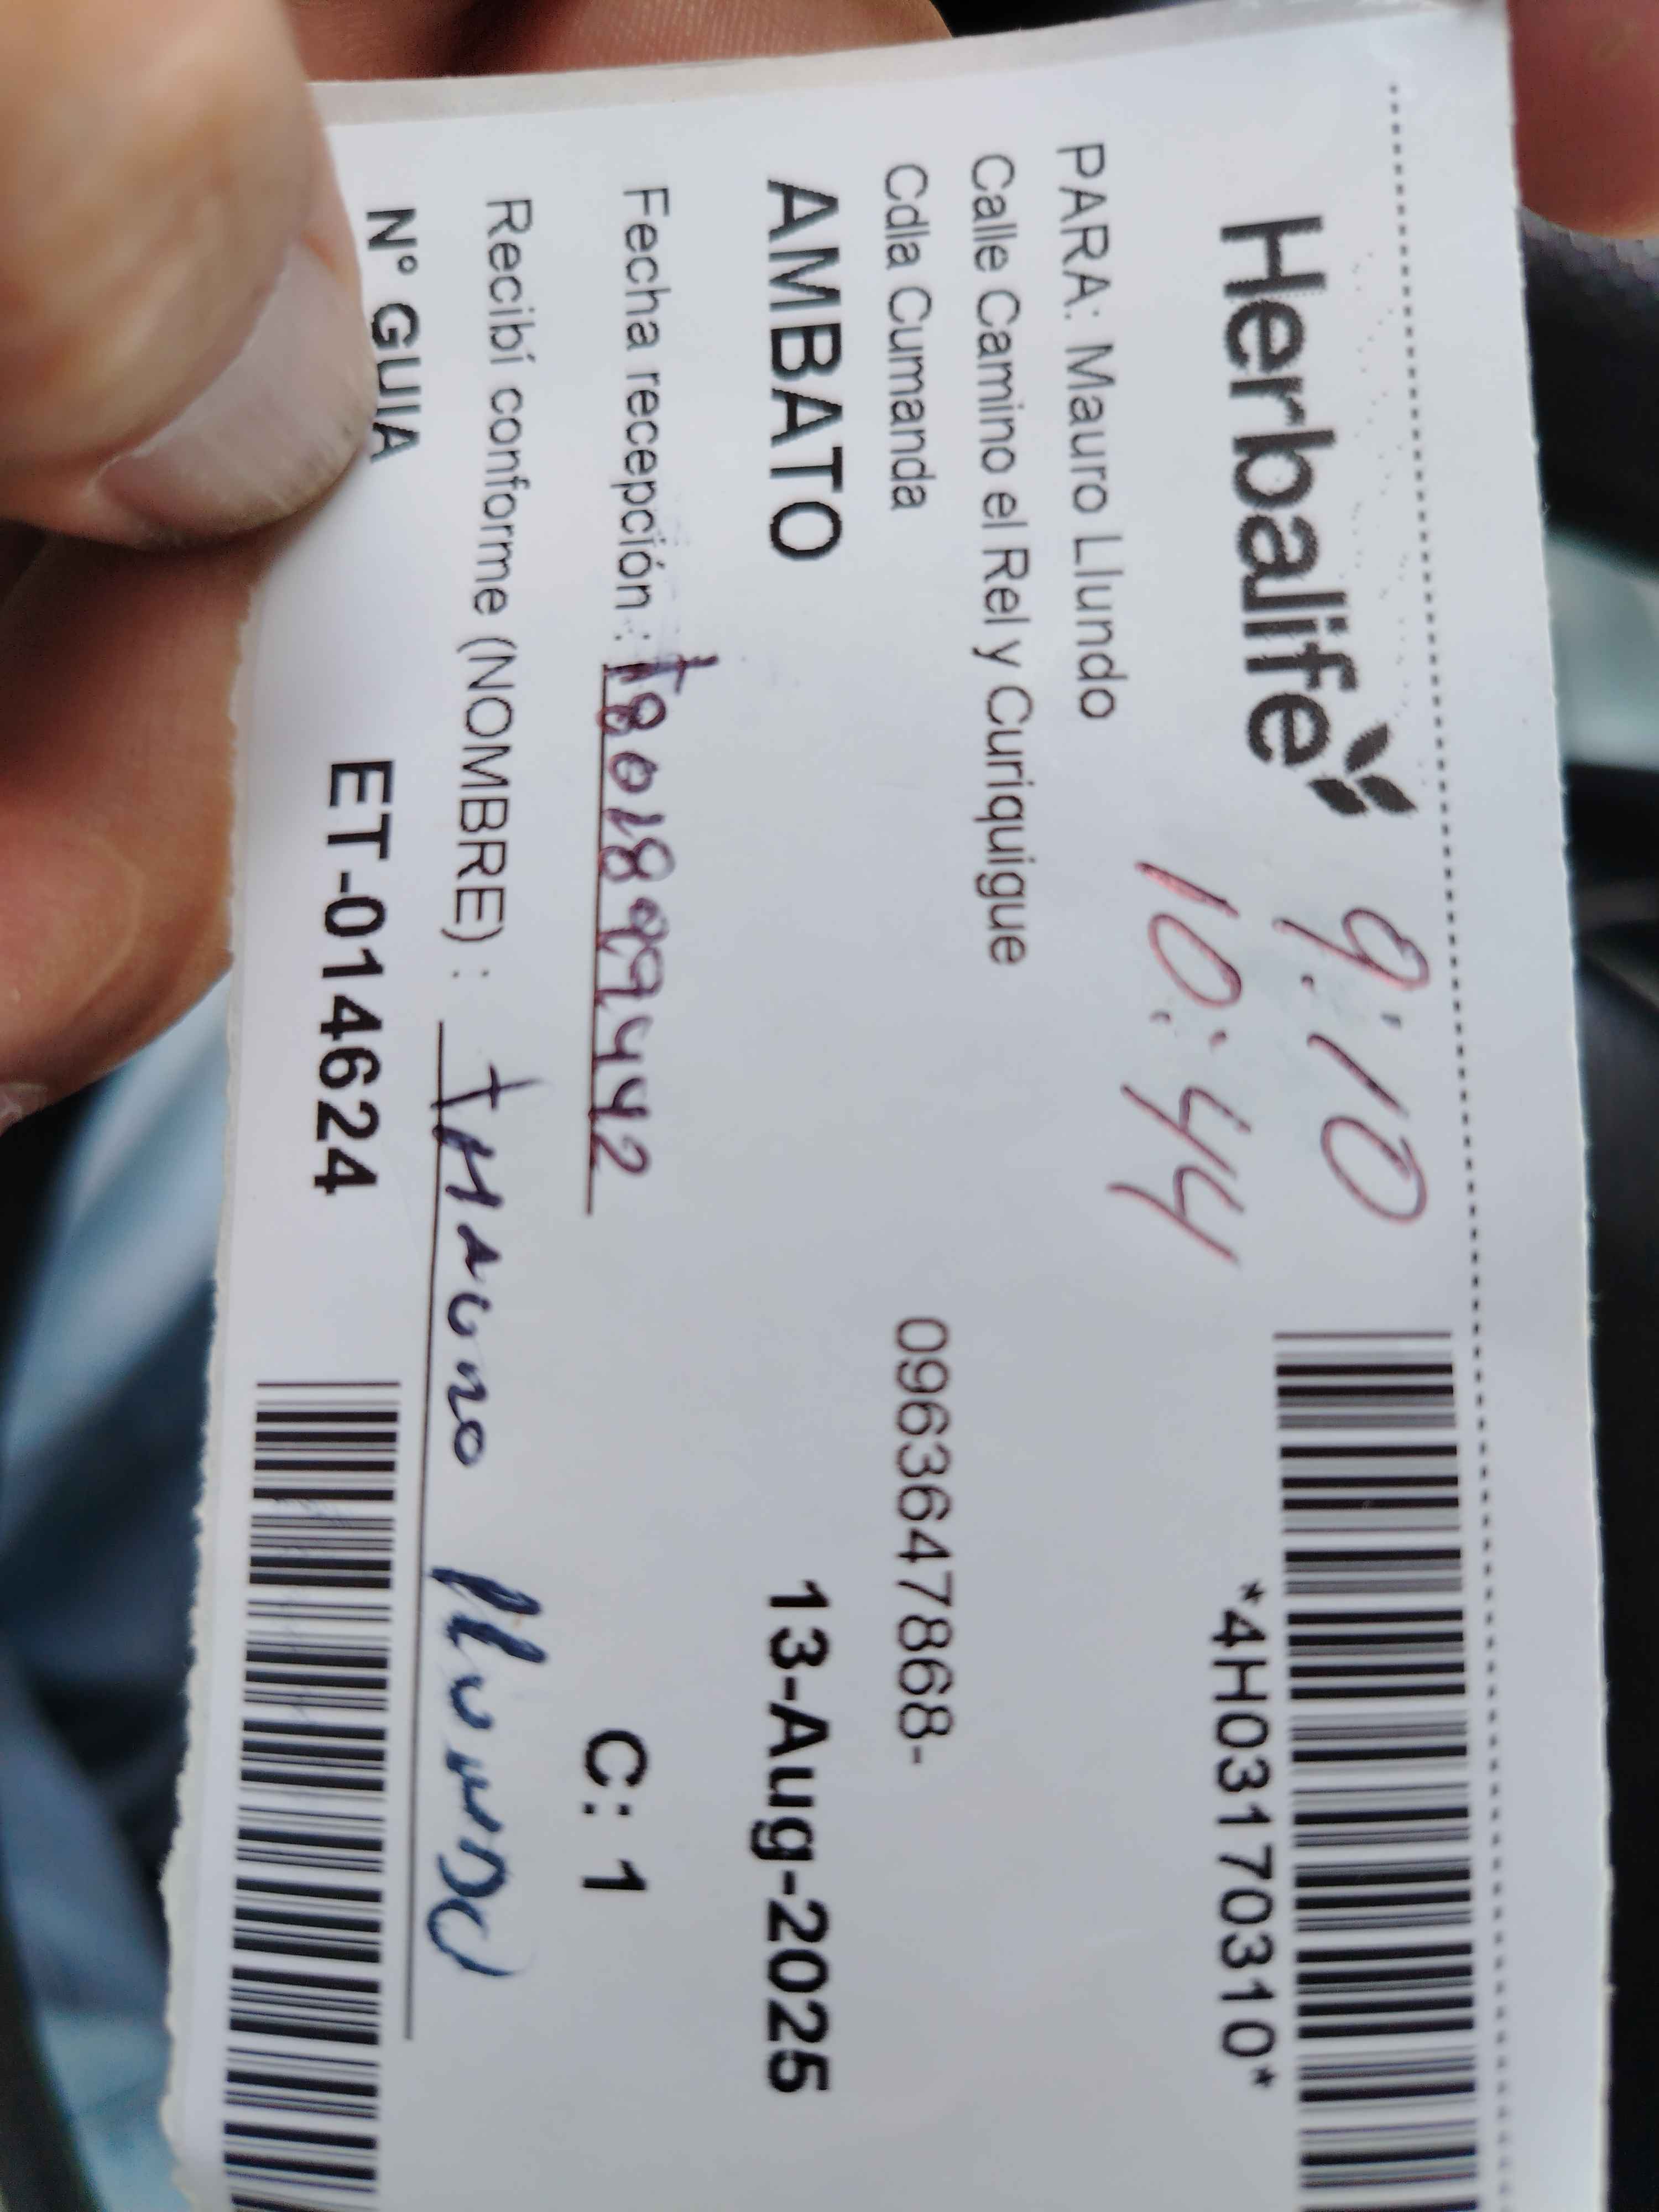 Herbalife
9:10
*4H03170310*
10:44
PARA: Mauro Llundo
Calle Camino el Rel y Curiquigue
Cdla Cumanda
0963647868-
AMBATO
13-Aug-2025
Fecha recepción : 1801899442
C: 1
Recibí conforme (NOMBRE) : Mauro Llundo
N° GUIA
ET-014624